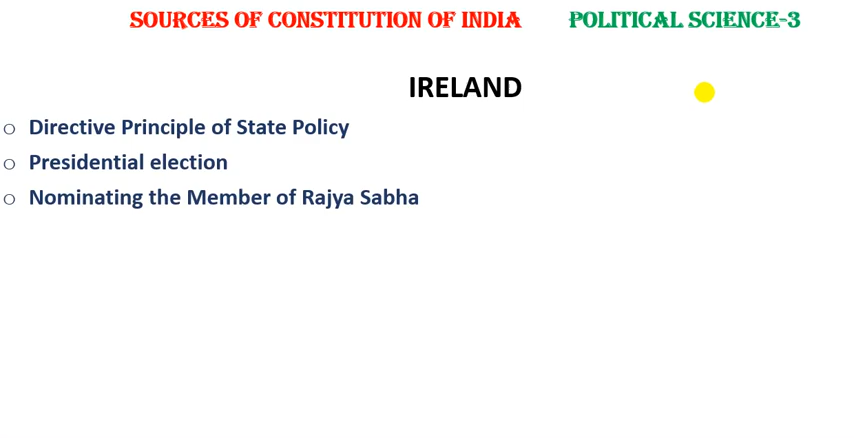 SOURCES OF CONSTITUTION OF INDIA POLITICAL SCIENCE-3
IRELAND
○ Directive Principle of State Policy
○ Presidential election
○ Nominating the Member of Rajya Sabha